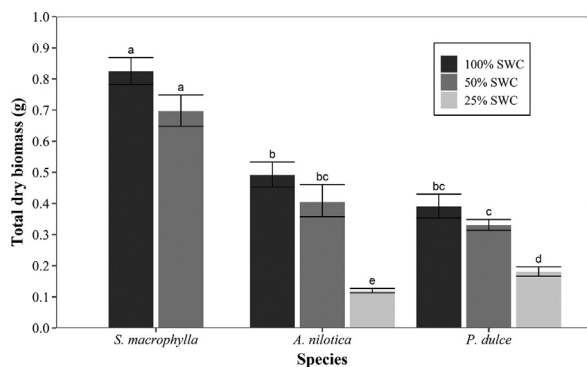 1.0
0.9
0.8
0.7
0.6
0.5
0.4
0.3
0.2
0.1
0.0
Total dry biomass (g)
a
a
b
bc
e
bc
c
d
100% SWC
50% SWC
25% SWC
S. macrophylla
A. nilotica
P. dulce
Species